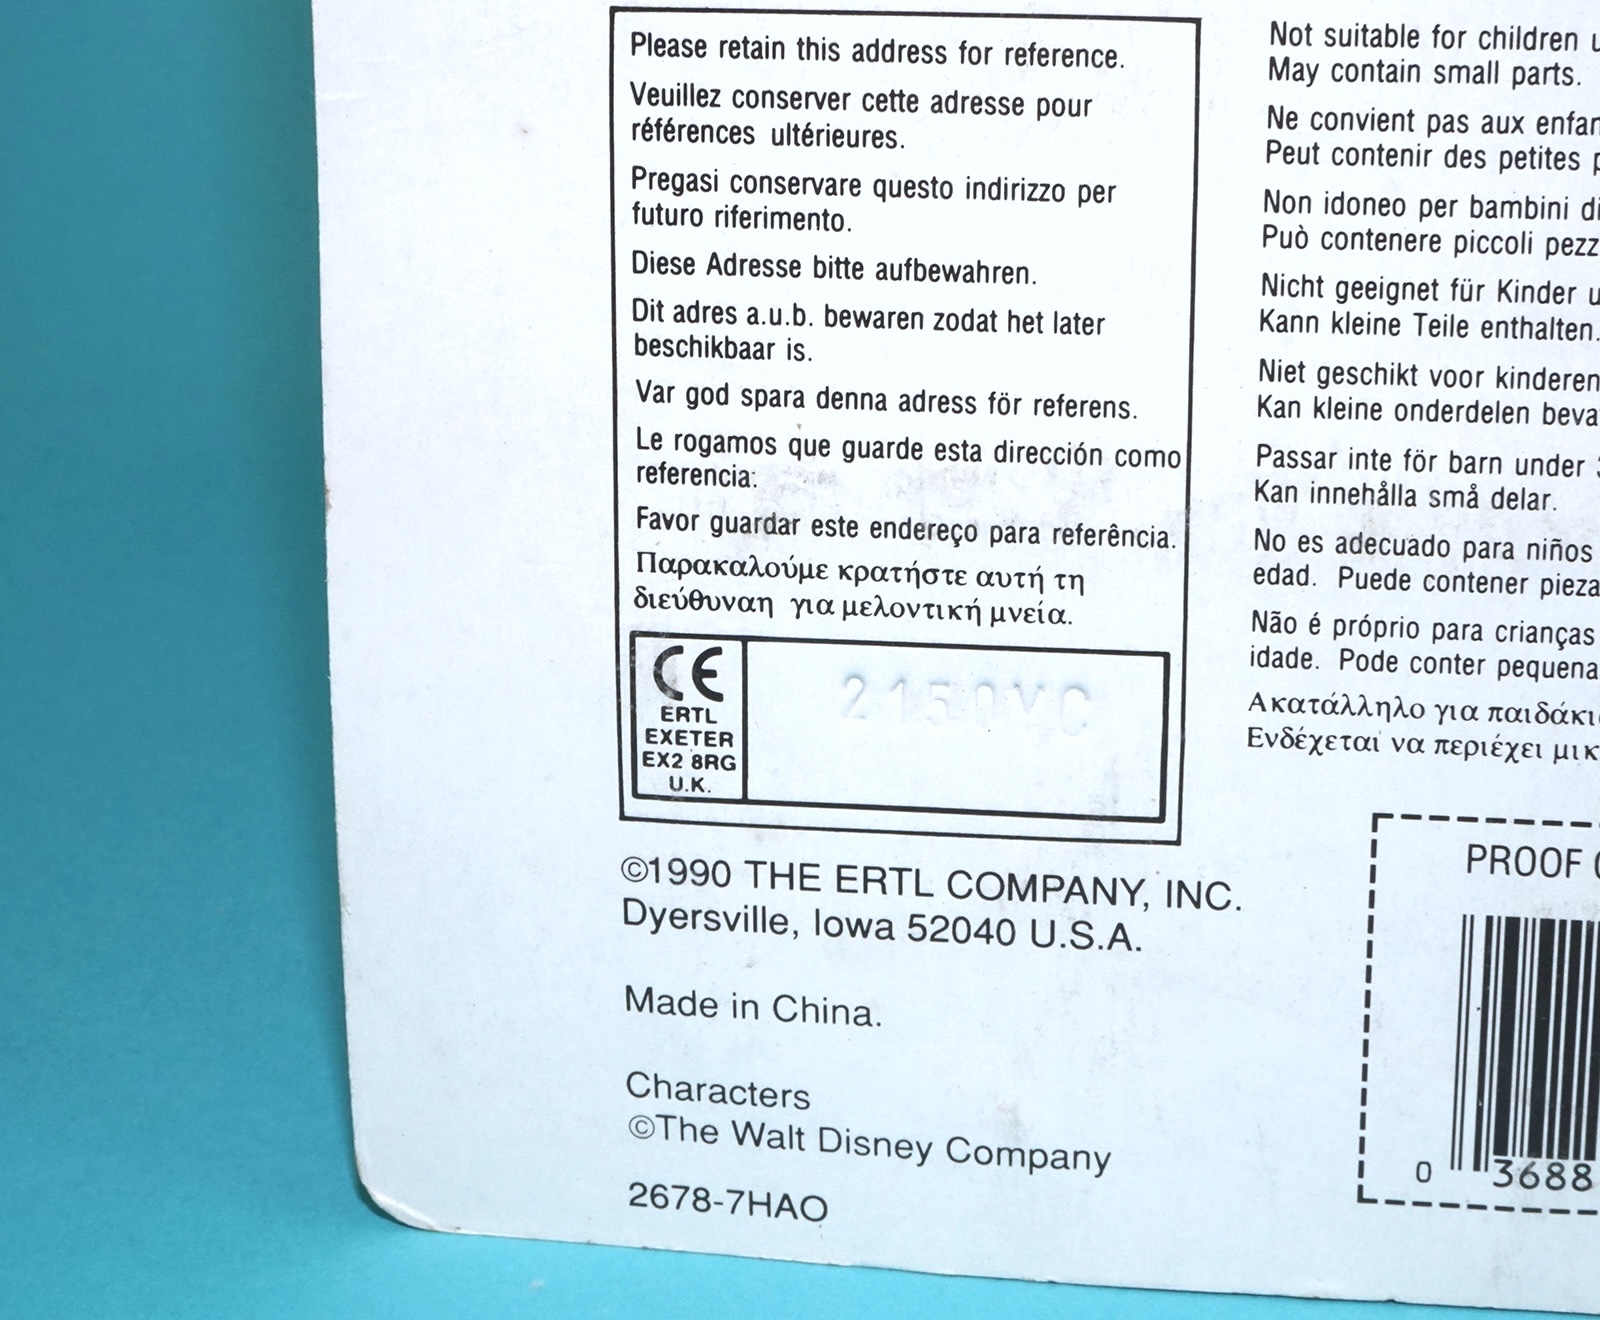 Please retain this address for reference.
Veuillez conserver cette adresse pour
références ultérieures.
Pregasi conservare questo indirizzo per
futuro riferimento.
Diese Adresse bitte aufbewahren.
Dit adres a.u.b. bewaren zodat het later
beschikbaar is.
Var god spara denna adress för referens.
Le rogamos que guarde esta dirección como
referencia:
Favor guardar este endereço para referência.
Παρακαλούμε κρατήστε αυτή τη
διεύθυναη για μελοντική μνεία.
CE
ERTL
EXETER
EX2 8RG
U.K.
2150YC
©1990 THE ERTL COMPANY, INC.
Dyersville, Iowa 52040 U.S.A.
Made in China.
Characters
©The Walt Disney Company
2678-7HAO
Not suitable for children
May contain small parts.
Ne convient pas aux
Peut contenir des petites
Non idoneo per bambini
Può contenere piccoli
Nicht geeignet für Kinder
Kann kleine Teile enthalten.
Niet geschikt voor kinderen
Kan kleine onderdelen
Passar inte för barn under
Kan innehålla små delar.
No es adecuado para niños
edad. Puede contener
Não é próprio para crianças
idade. Pode conter
Ακατάλληλο για
Ενδέχεται να περιέχει
PROOF
0 3688